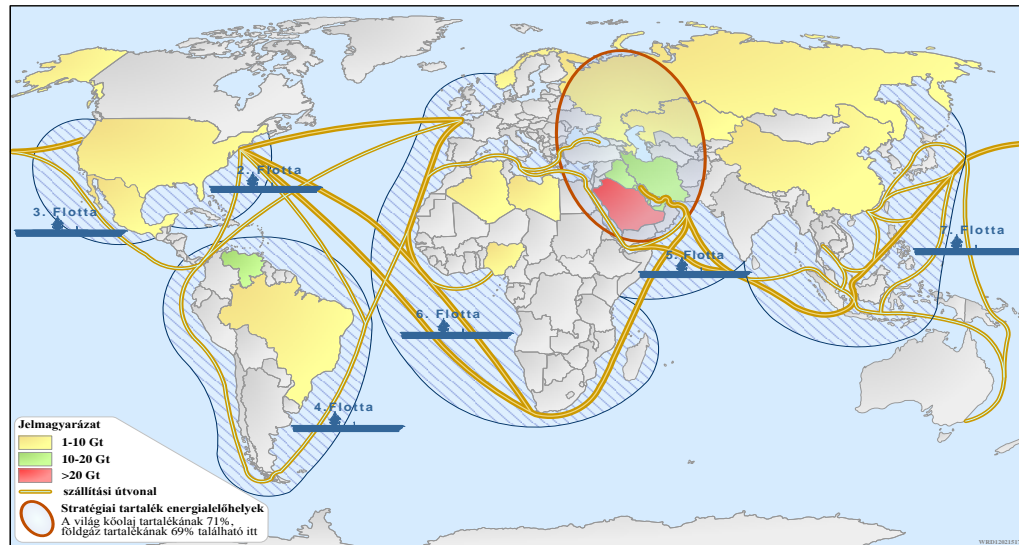 2. Flotta
3. Flotta
7. Flotta
5. Flotta
6. Flotta
4.Flotta
Jelmagyarázat
1-10 Gt
10-20 Gt
>20 Gt
szállítási útvonal
Stratégiai tartalék energialelőhelyek
A világ kőolaj tartalékának 71%,
földgáz tartalékának 69% található itt